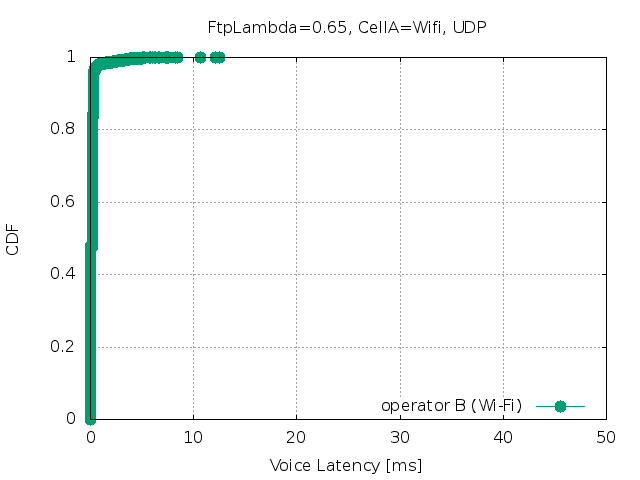 FtpLambda=0.65, CellA=Wifi, UDP
1
0.8
0.6
0.4
0.2
0
CDF
operator B (Wi-Fi)
0 10 20 30 40 50
Voice Latency [ms]